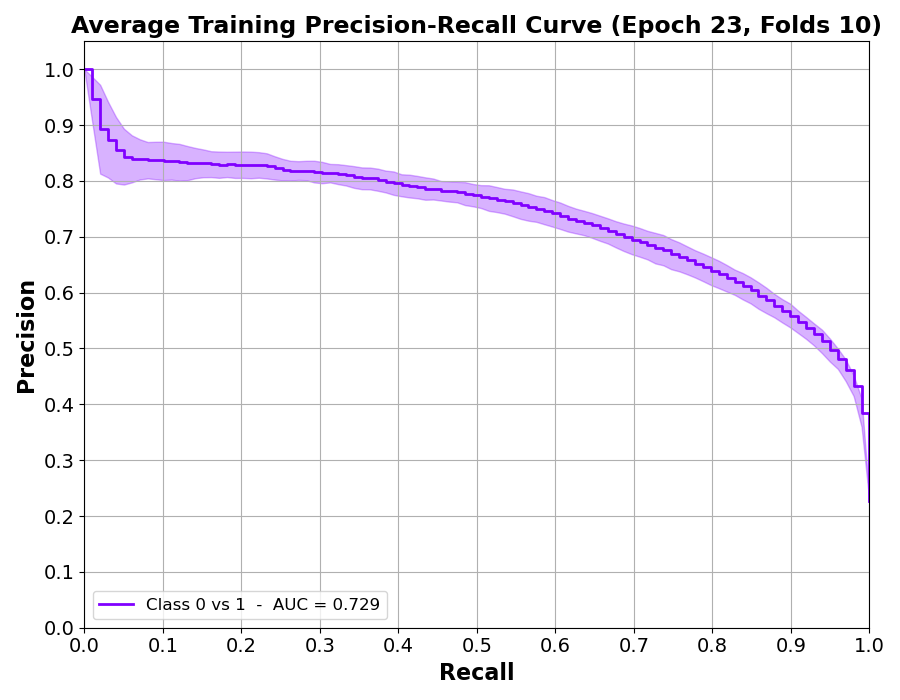 Average Training Precision-Recall Curve (Epoch 23, Folds 10)
Precision
1.0
0.9
0.8
0.7
0.6
0.5
0.4
0.3
0.2
0.1
0.0
Class 0 vs 1 - AUC = 0.729
0.0 0.1 0.2 0.3 0.4 0.5 0.6 0.7 0.8 0.9 1.0
Recall